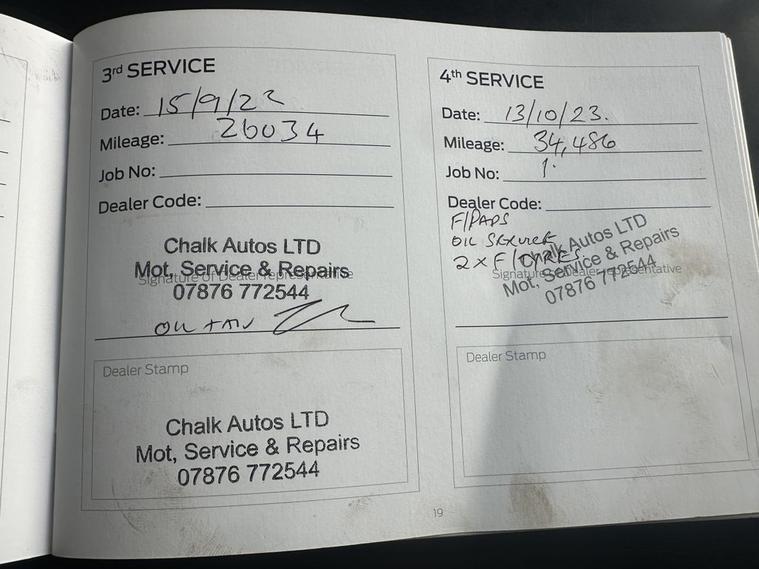 3rd SERVICE
Date: 15/9/22
Mileage: 26034
Job No:
Dealer Code:
Chalk Autos LTD
Mot, Service & Repairs
Signature of Dealer representative
07876 772544
OIL +
Dealer Stamp
Chalk Autos LTD
Mot, Service & Repairs
07876 772544
4th SERVICE
Date: 13/10/23.
Mileage: 34,486
Job No: 1.
Dealer Code:
F/PADS
OIL SERVICE
2 x F/TYRES
Chalk Autos LTD
Mot, Service & Repairs
Signature of Dealer representative
07876 772544
Dealer Stamp
19